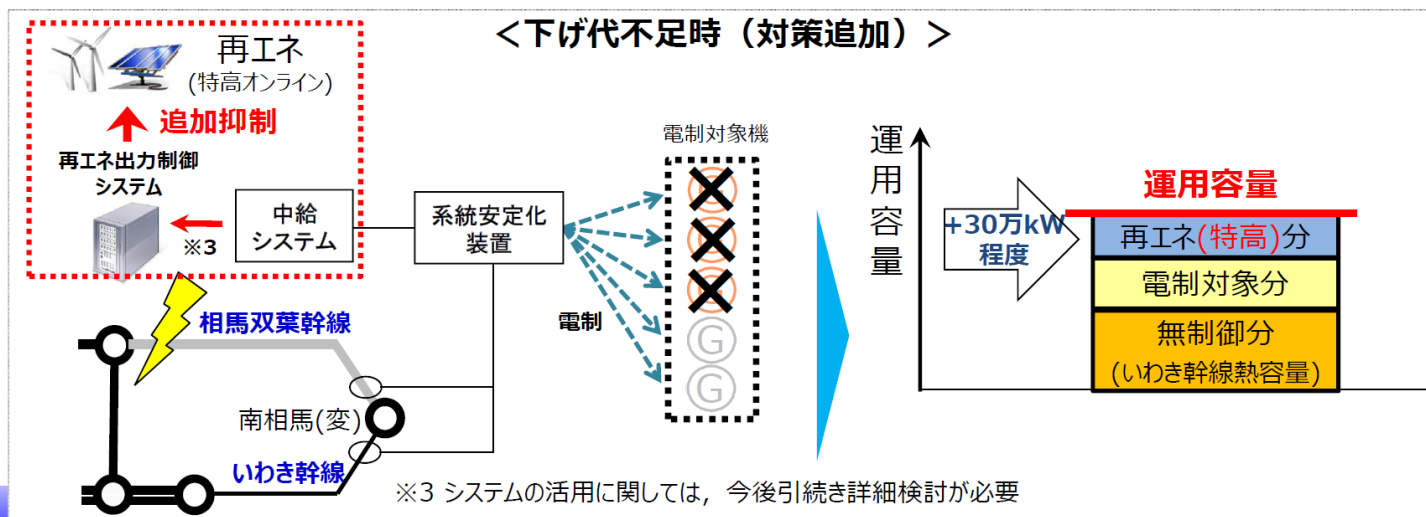 ＜下げ代不足時（対策追加）＞
再エネ
(特高オンライン)
追加抑制
再エネ出力制御
システム
※3
中給
システム
系統安定化
装置
電制対象機
G
G
G
G
G
電制
相馬双葉幹線
南相馬(変)
いわき幹線
運用容量
+30万kW
程度
運用容量
再エネ(特高)分
電制対象分
無制御分
(いわき幹線熱容量)
※3 システムの活用に関しては，今後引続き詳細検討が必要